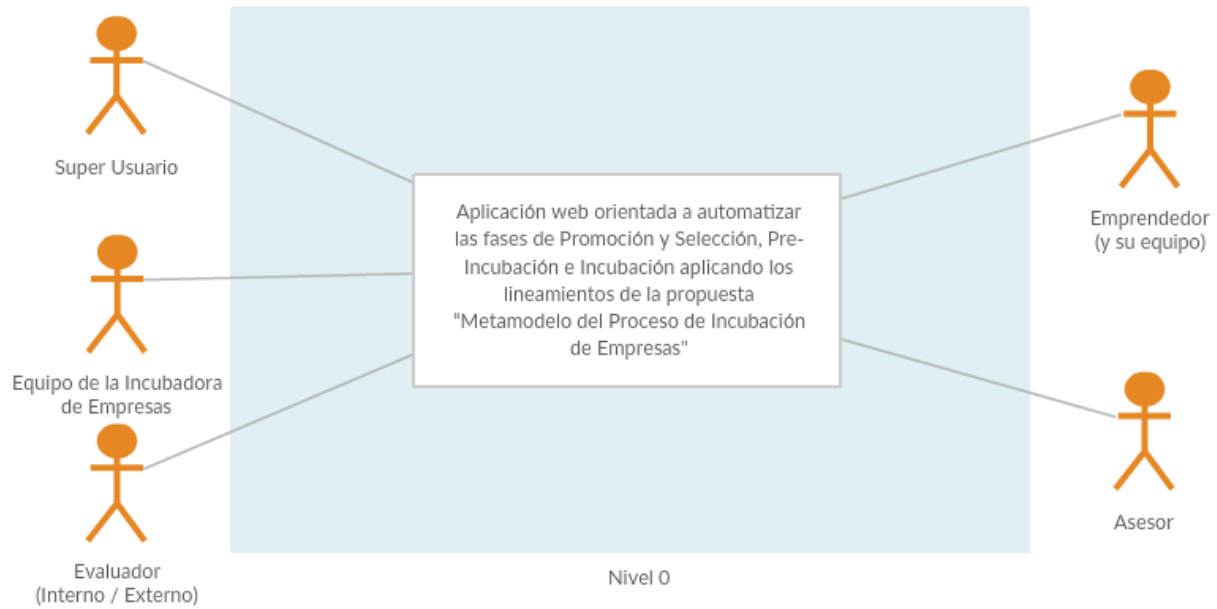 Super Usuario
Equipo de la Incubadora
de Empresas
Evaluador
(Interno / Externo)
Aplicación web orientada a automatizar
las fases de Promoción y Selección, Pre-
Incubación e Incubación aplicando los
lineamientos de la propuesta
“Metamodelo del Proceso de Incubación
de Empresas"
Emprendedor
(y su equipo)
Asesor
Nivel 0